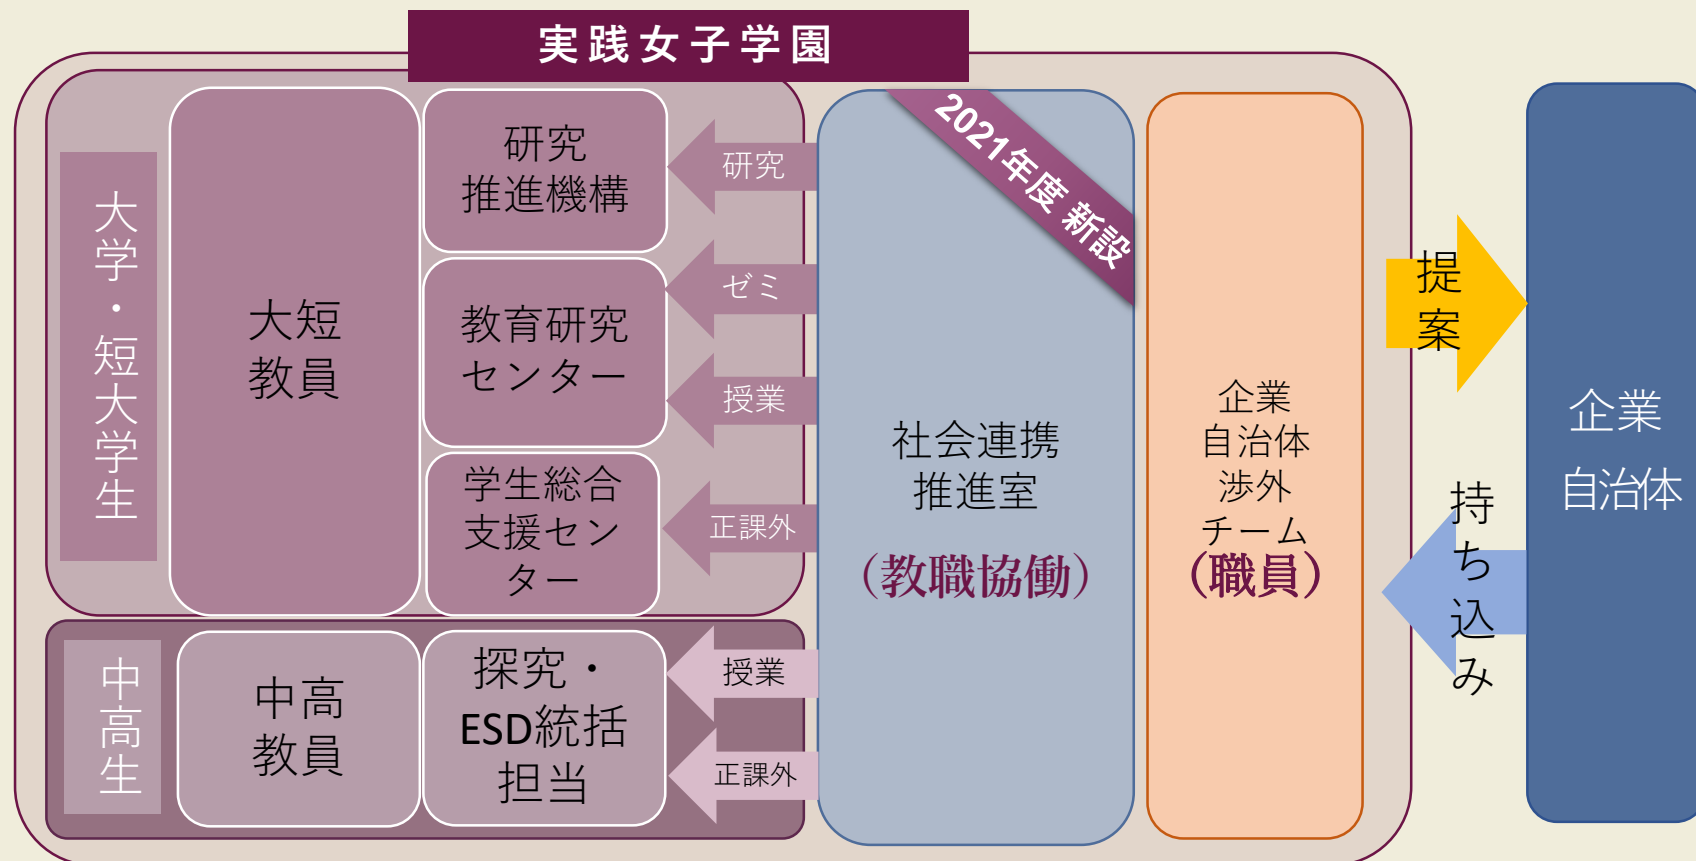 実践女子学園
大学・短大学生
大短
教員
研究
推進機構
教育研究
センター
学生総合
支援セン
ター
研究
ゼミ
授業
正課外
中高生
中高
教員
探究・
ESD統括
担当
授業
正課外
2021年度 新設
社会連携
推進室
（教職協働）
企業
自治体
渉外
チーム
（職員）
提案
持ち込み
企業
自治体